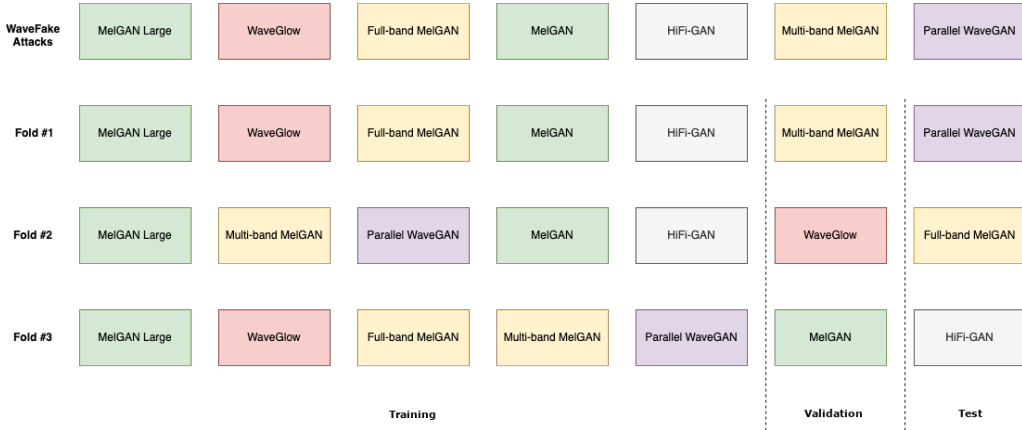 WaveFake
Attacks
MelGAN Large
WaveGlow
Full-band MelGAN
MelGAN
HiFi-GAN
Multi-band MelGAN
Parallel WaveGAN
Fold #1
MelGAN Large
WaveGlow
Full-band MelGAN
MelGAN
HiFi-GAN
Multi-band MelGAN
Parallel WaveGAN
Fold #2
MelGAN Large
Multi-band MelGAN
Parallel WaveGAN
MelGAN
HiFi-GAN
WaveGlow
Full-band MelGAN
Fold #3
MelGAN Large
WaveGlow
Full-band MelGAN
Multi-band MelGAN
Parallel WaveGAN
MelGAN
HiFi-GAN
Training
Validation
Test